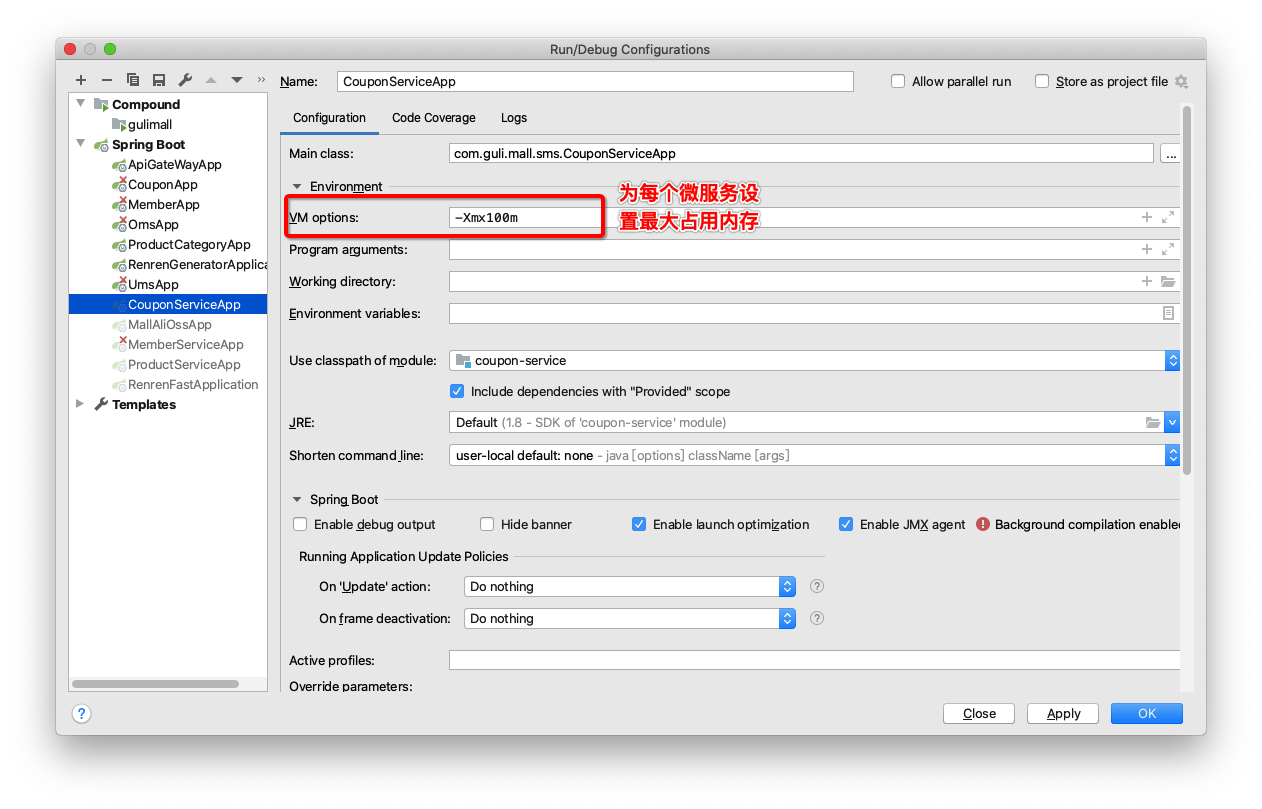 Run/Debug Configurations
Name:
CouponServiceApp
Allow parallel run
Store as project file
Compound
gulimall
Spring Boot
ApiGateWayApp
CouponApp
MemberApp
OmsApp
ProductCategoryApp
RenrenGeneratorApplica
UmsApp
CouponServiceApp
MallAliOssApp
MemberServiceApp
ProductServiceApp
RenrenFastApplication
Templates
Configuration
Code Coverage
Logs
Main class:
com.guli.mall.sms.CouponServiceApp
...
Environment
VM options:
-Xmx100m
为每个微服务设
置最大占用内存
Program arguments:
Working directory:
Environment variables:
Use classpath of module:
coupon-service
Include dependencies with "Provided" scope
JRE:
Default (1.8 - SDK of 'coupon-service' module)
Shorten command line:
user-local default: none - java [options] className [args]
Spring Boot
Enable debug output
Hide banner
Enable launch optimization
Enable JMX agent
Background compilation enabled
Running Application Update Policies
On 'Update' action:
Do nothing
?
On frame deactivation:
Do nothing
?
Active profiles:
Override parameters:
?
Close
Apply
OK